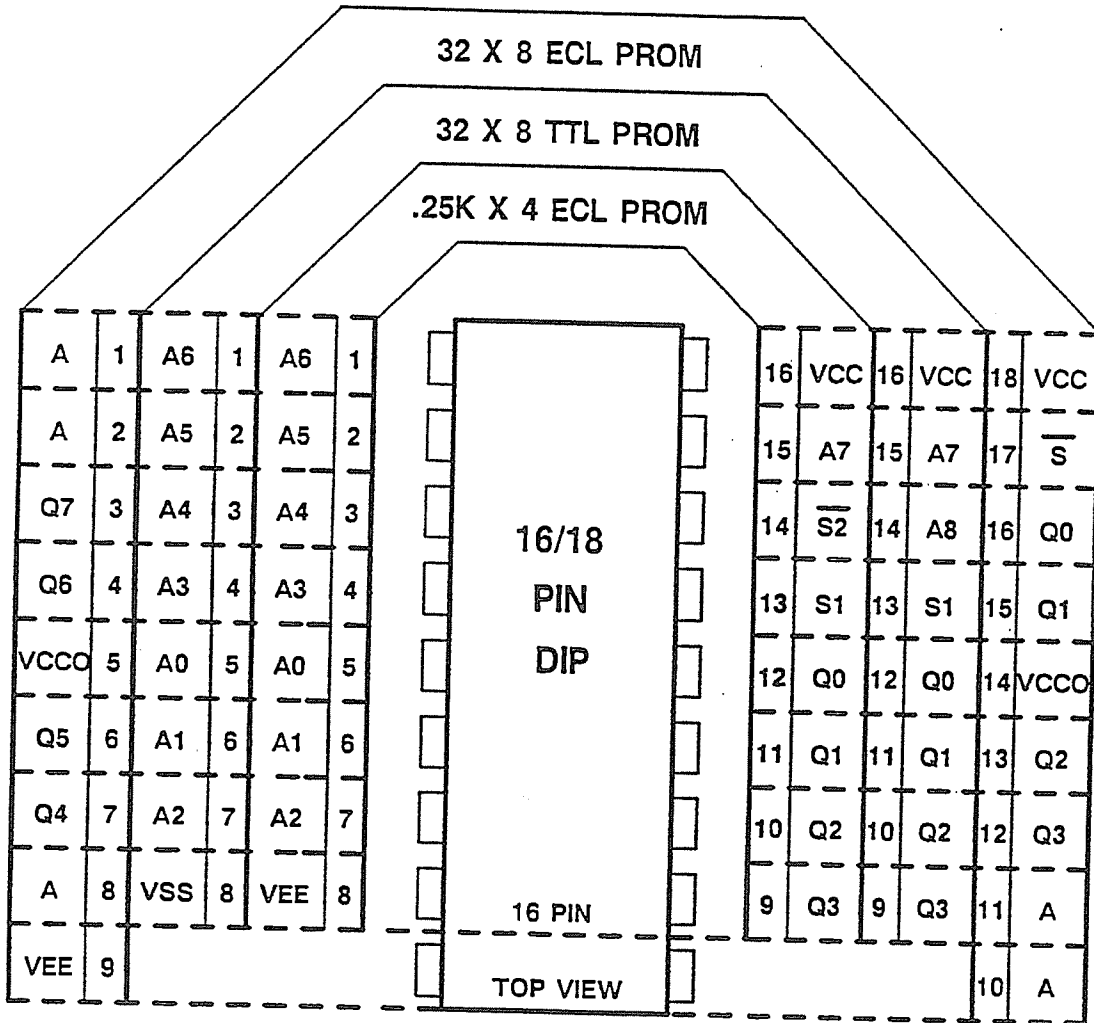 32 X 8 ECL PROM
32 X 8 TTL PROM
.25K X 4 ECL PROM
A 1 A6 1 A6 1 16 VCC 16 VCC 18 VCC
A 2 A5 2 A5 2 15 A7 15 A7 17 S̅
Q7 3 A4 3 A4 3 14 S̅2̅ 14 A8 16 Q0
Q6 4 A3 4 A3 4 13 S1 13 S1 15 Q1
VCCO 5 A0 5 A0 5 12 Q0 12 Q0 14 VCCO
Q5 6 A1 6 A1 6 11 Q1 11 Q1 13 Q2
Q4 7 A2 7 A2 7 10 Q2 10 Q2 12 Q3
A 8 VSS 8 VEE 8 9 Q3 9 Q3 11 A
VEE 9 10 A
16/18
PIN
DIP
16 PIN
TOP VIEW